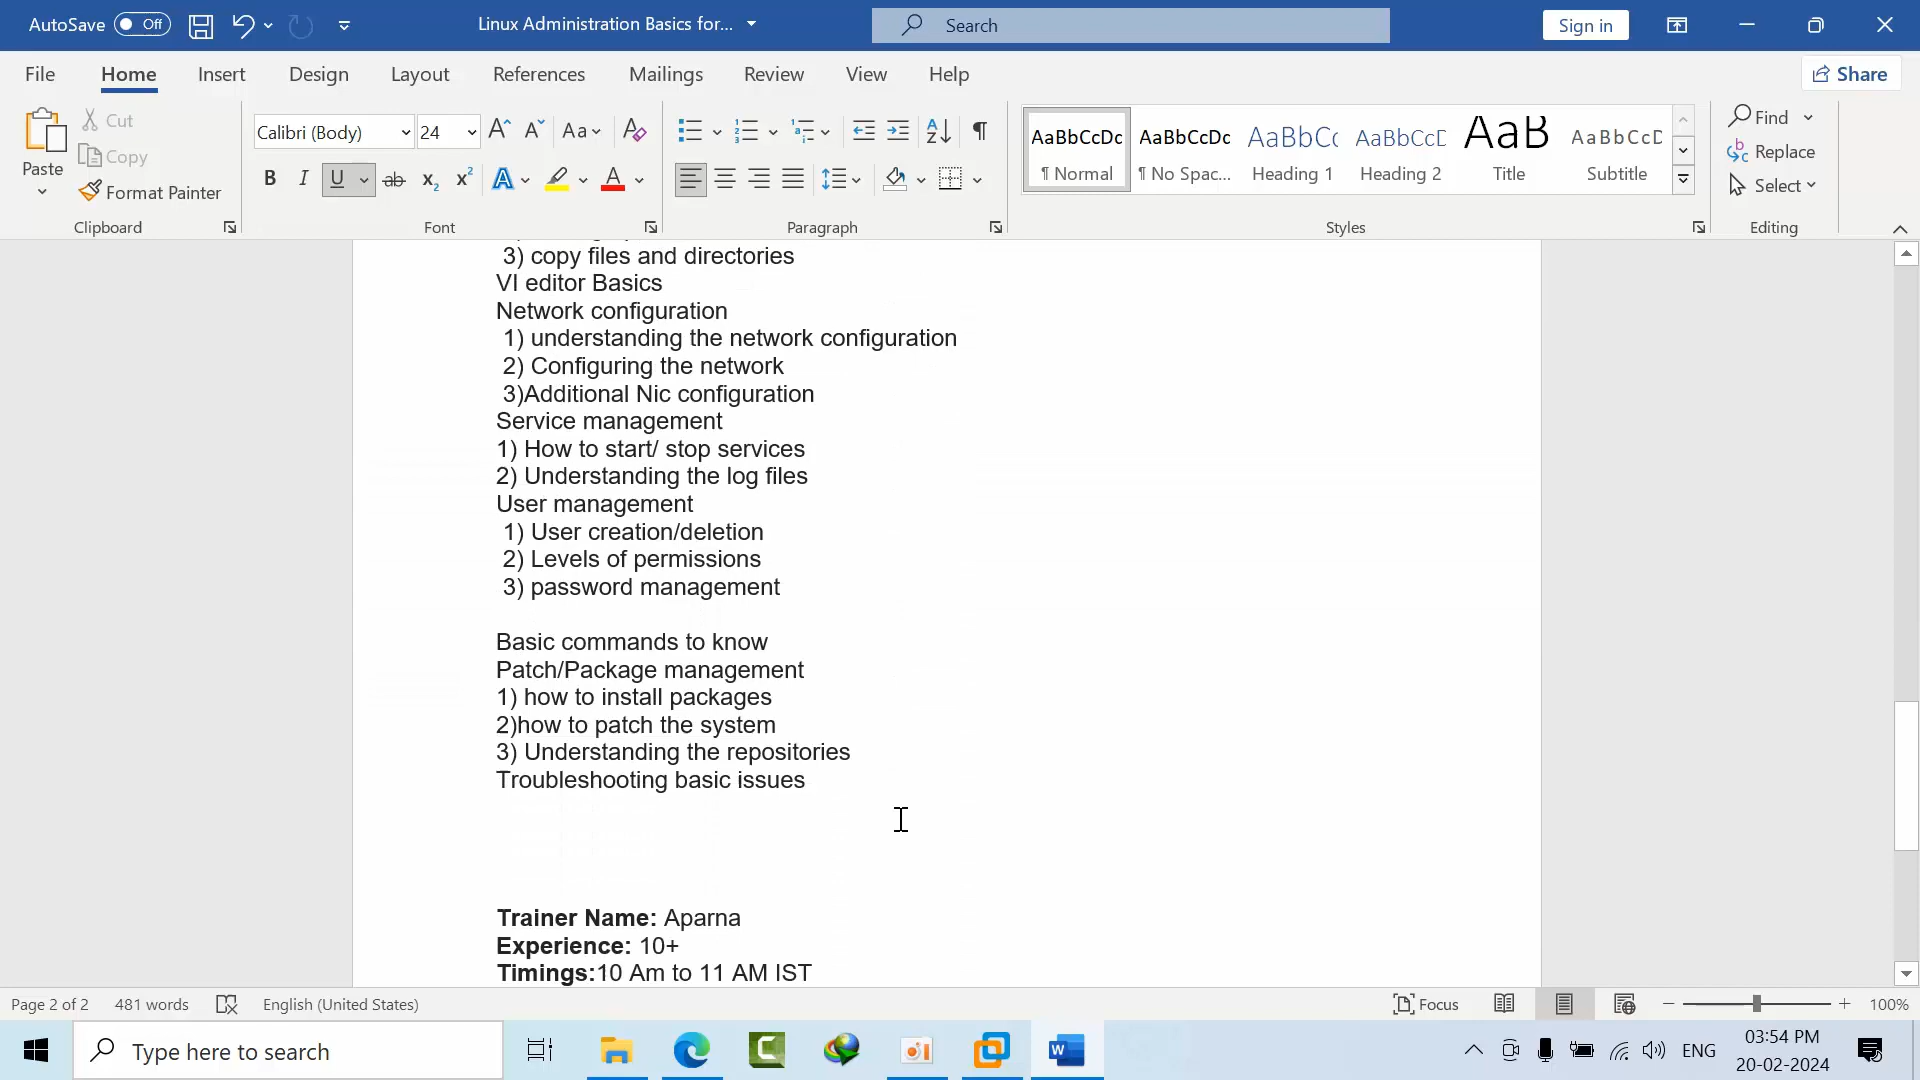 AutoSave Off Linux Administration Basics for... Search Sign in
File Home Insert Design Layout References Mailings Review View Help Share
Paste Cut Copy Format Painter Clipboard
Calibri (Body) 24 Aa
B I U ab x₂ x² A A Font
Paragraph
AaBbCcDc AaBbCcDc AaBbCc AaBbCcD AaB AaBbCcD
¶ Normal ¶ No Spac... Heading 1 Heading 2 Title Subtitle
Styles
Find
Replace
Select
Editing
3) copy files and directories
VI editor Basics
Network configuration
1) understanding the network configuration
2) Configuring the network
3)Additional Nic configuration
Service management
1) How to start/ stop services
2) Understanding the log files
User management
1) User creation/deletion
2) Levels of permissions
3) password management
Basic commands to know
Patch/Package management
1) how to install packages
2)how to patch the system
3) Understanding the repositories
Troubleshooting basic issues
Trainer Name: Aparna
Experience: 10+
Timings:10 Am to 11 AM IST
Page 2 of 2 481 words English (United States) Focus 100%
Type here to search ENG 03:54 PM
20-02-2024